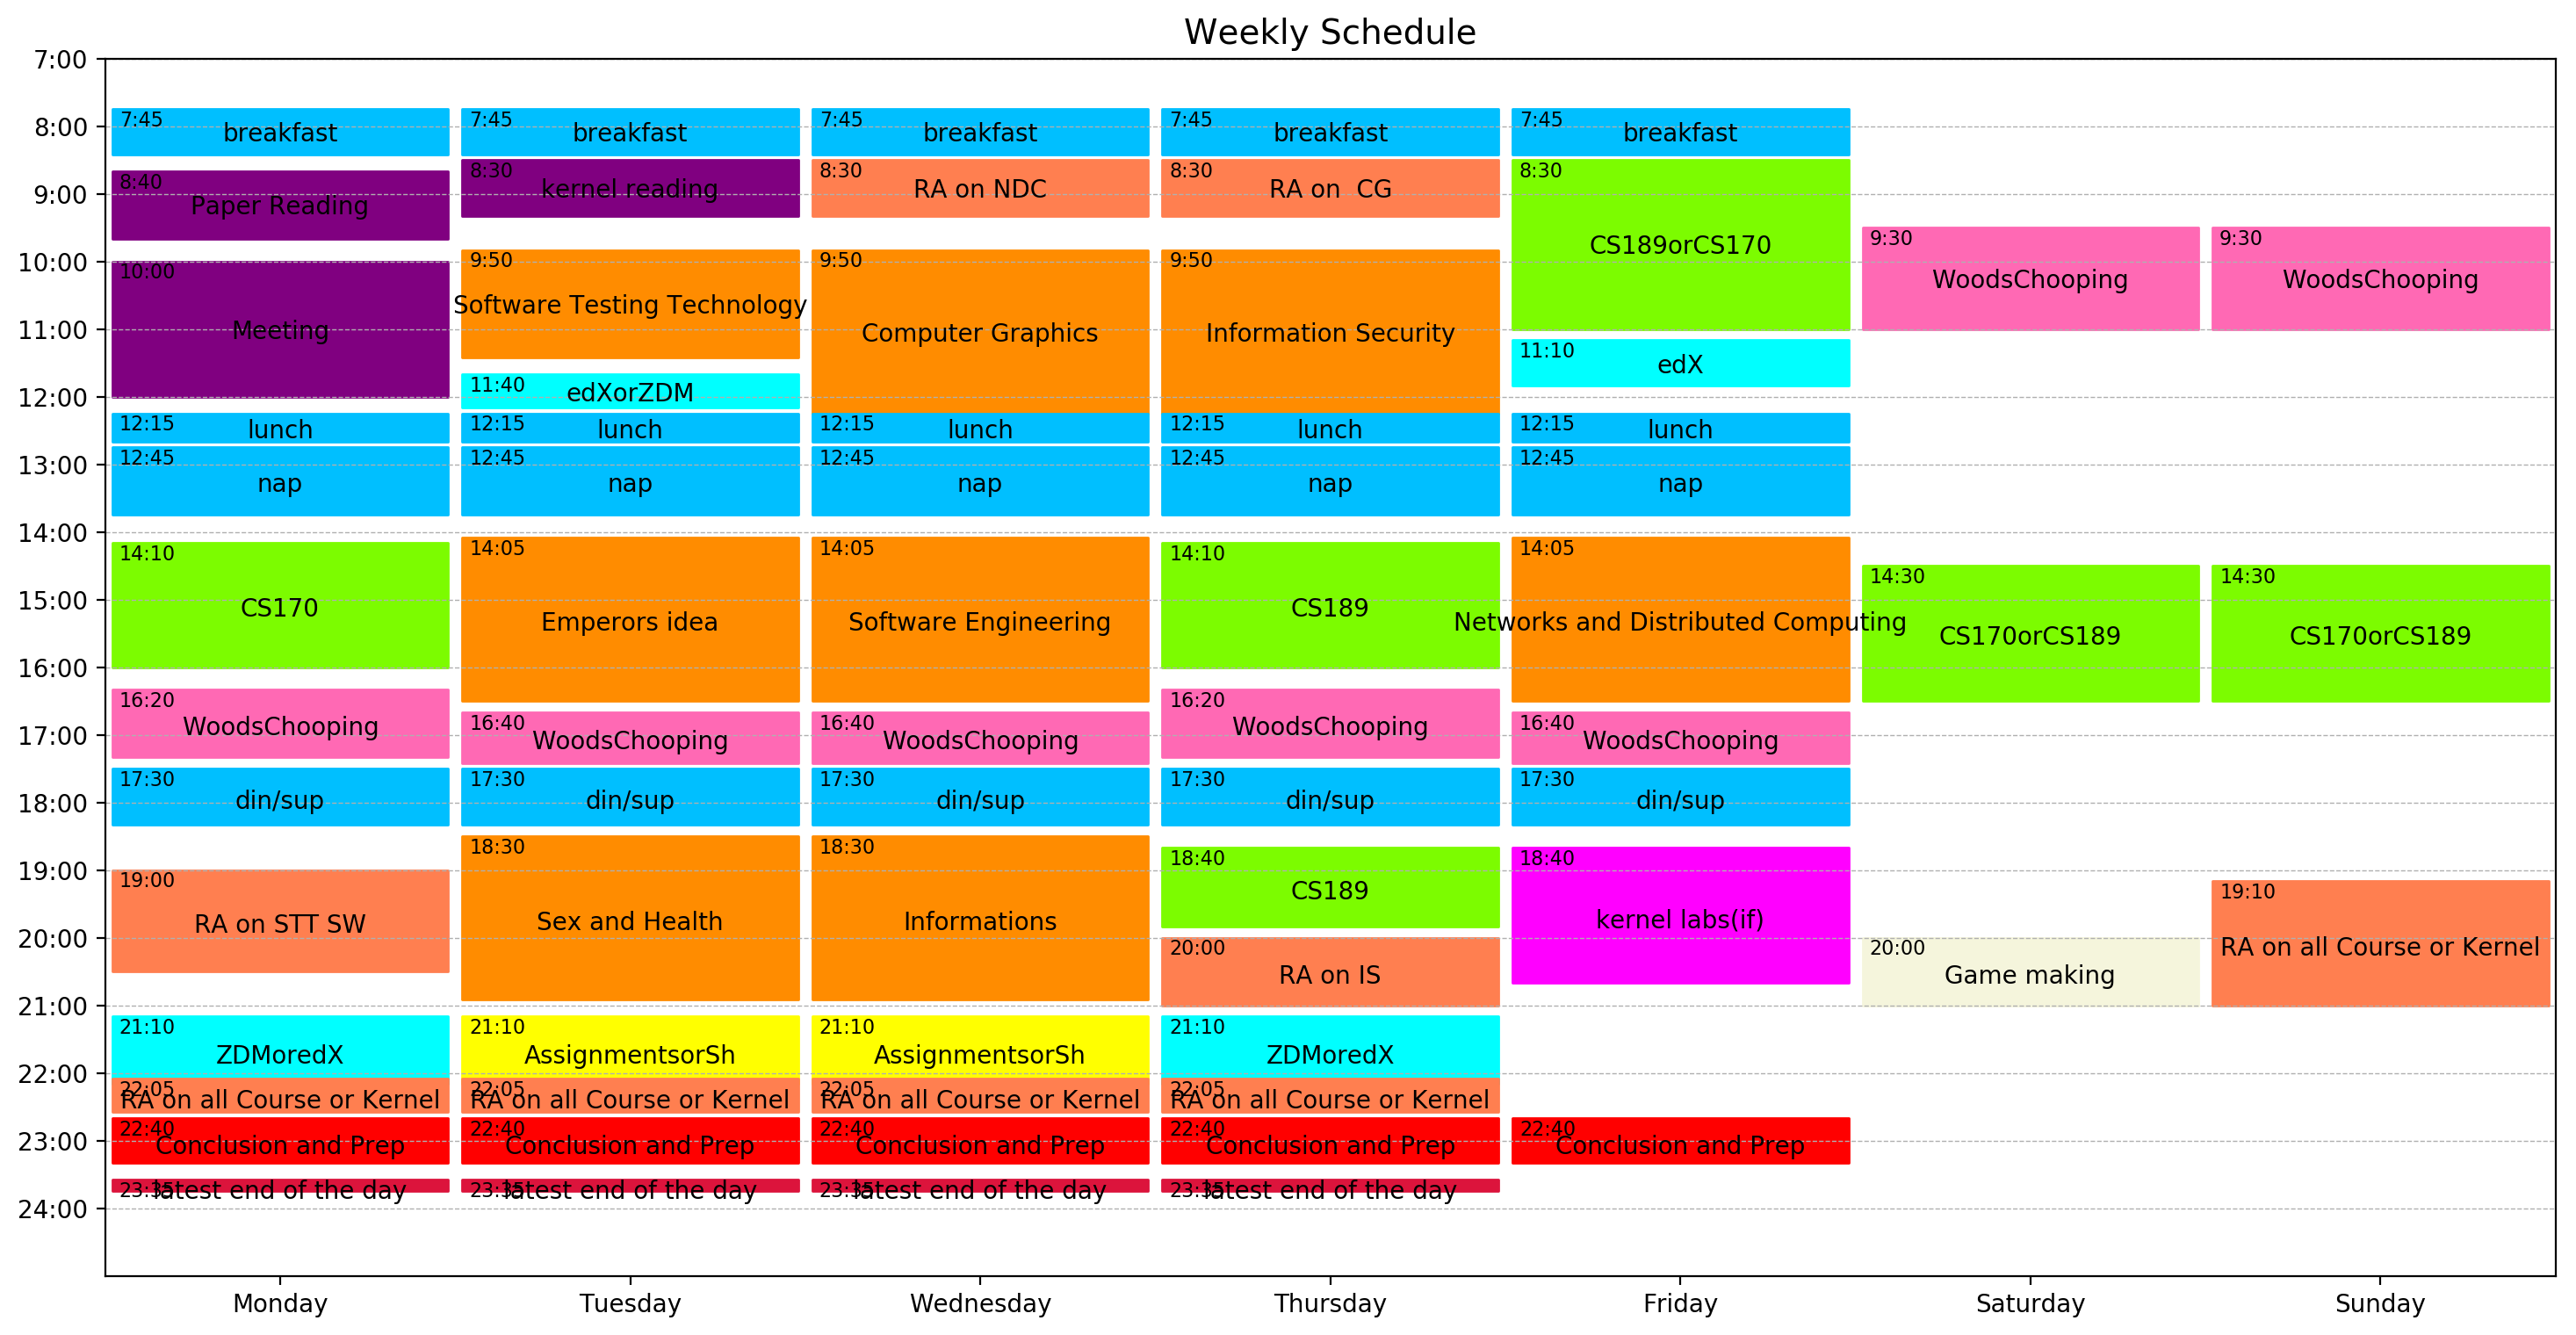 Weekly Schedule
7:00
8:00
9:00
10:00
11:00
12:00
13:00
14:00
15:00
16:00
17:00
18:00
19:00
20:00
21:00
22:00
23:00
24:00
7:45
breakfast
8:40
Paper Reading
10:00
Meeting
12:15
lunch
12:45
nap
14:10
CS170
16:20
WoodsChooping
17:30
din/sup
19:00
RA on STT SW
21:10
ZDMoredX
22:05
RA on all Course or Kernel
22:40
Conclusion and Prep
23:35
latest end of the day
7:45
breakfast
8:30
kernel reading
9:50
Software Testing Technology
11:40
edXorZDM
12:15
lunch
12:45
nap
14:05
Emperors idea
16:40
WoodsChooping
17:30
din/sup
18:30
Sex and Health
21:10
AssignmentsorSh
22:05
RA on all Course or Kernel
22:40
Conclusion and Prep
23:35
latest end of the day
7:45
breakfast
8:30
RA on NDC
9:50
Computer Graphics
12:15
lunch
12:45
nap
14:05
Software Engineering
16:40
WoodsChooping
17:30
din/sup
18:30
Informations
21:10
AssignmentsorSh
22:05
RA on all Course or Kernel
22:40
Conclusion and Prep
23:35
latest end of the day
7:45
breakfast
8:30
RA on  CG
9:50
Information Security
12:15
lunch
12:45
nap
14:10
CS189
16:20
WoodsChooping
17:30
din/sup
18:40
CS189
20:00
RA on IS
21:10
ZDMoredX
22:05
RA on all Course or Kernel
22:40
Conclusion and Prep
23:35
latest end of the day
7:45
breakfast
8:30
CS189orCS170
11:10
edX
12:15
lunch
12:45
nap
14:05
Networks and Distributed Computing
16:40
WoodsChooping
17:30
din/sup
18:40
kernel labs(if)
22:40
Conclusion and Prep
9:30
WoodsChooping
14:30
CS170orCS189
20:00
Game making
9:30
WoodsChooping
14:30
CS170orCS189
19:10
RA on all Course or Kernel
Monday
Tuesday
Wednesday
Thursday
Friday
Saturday
Sunday